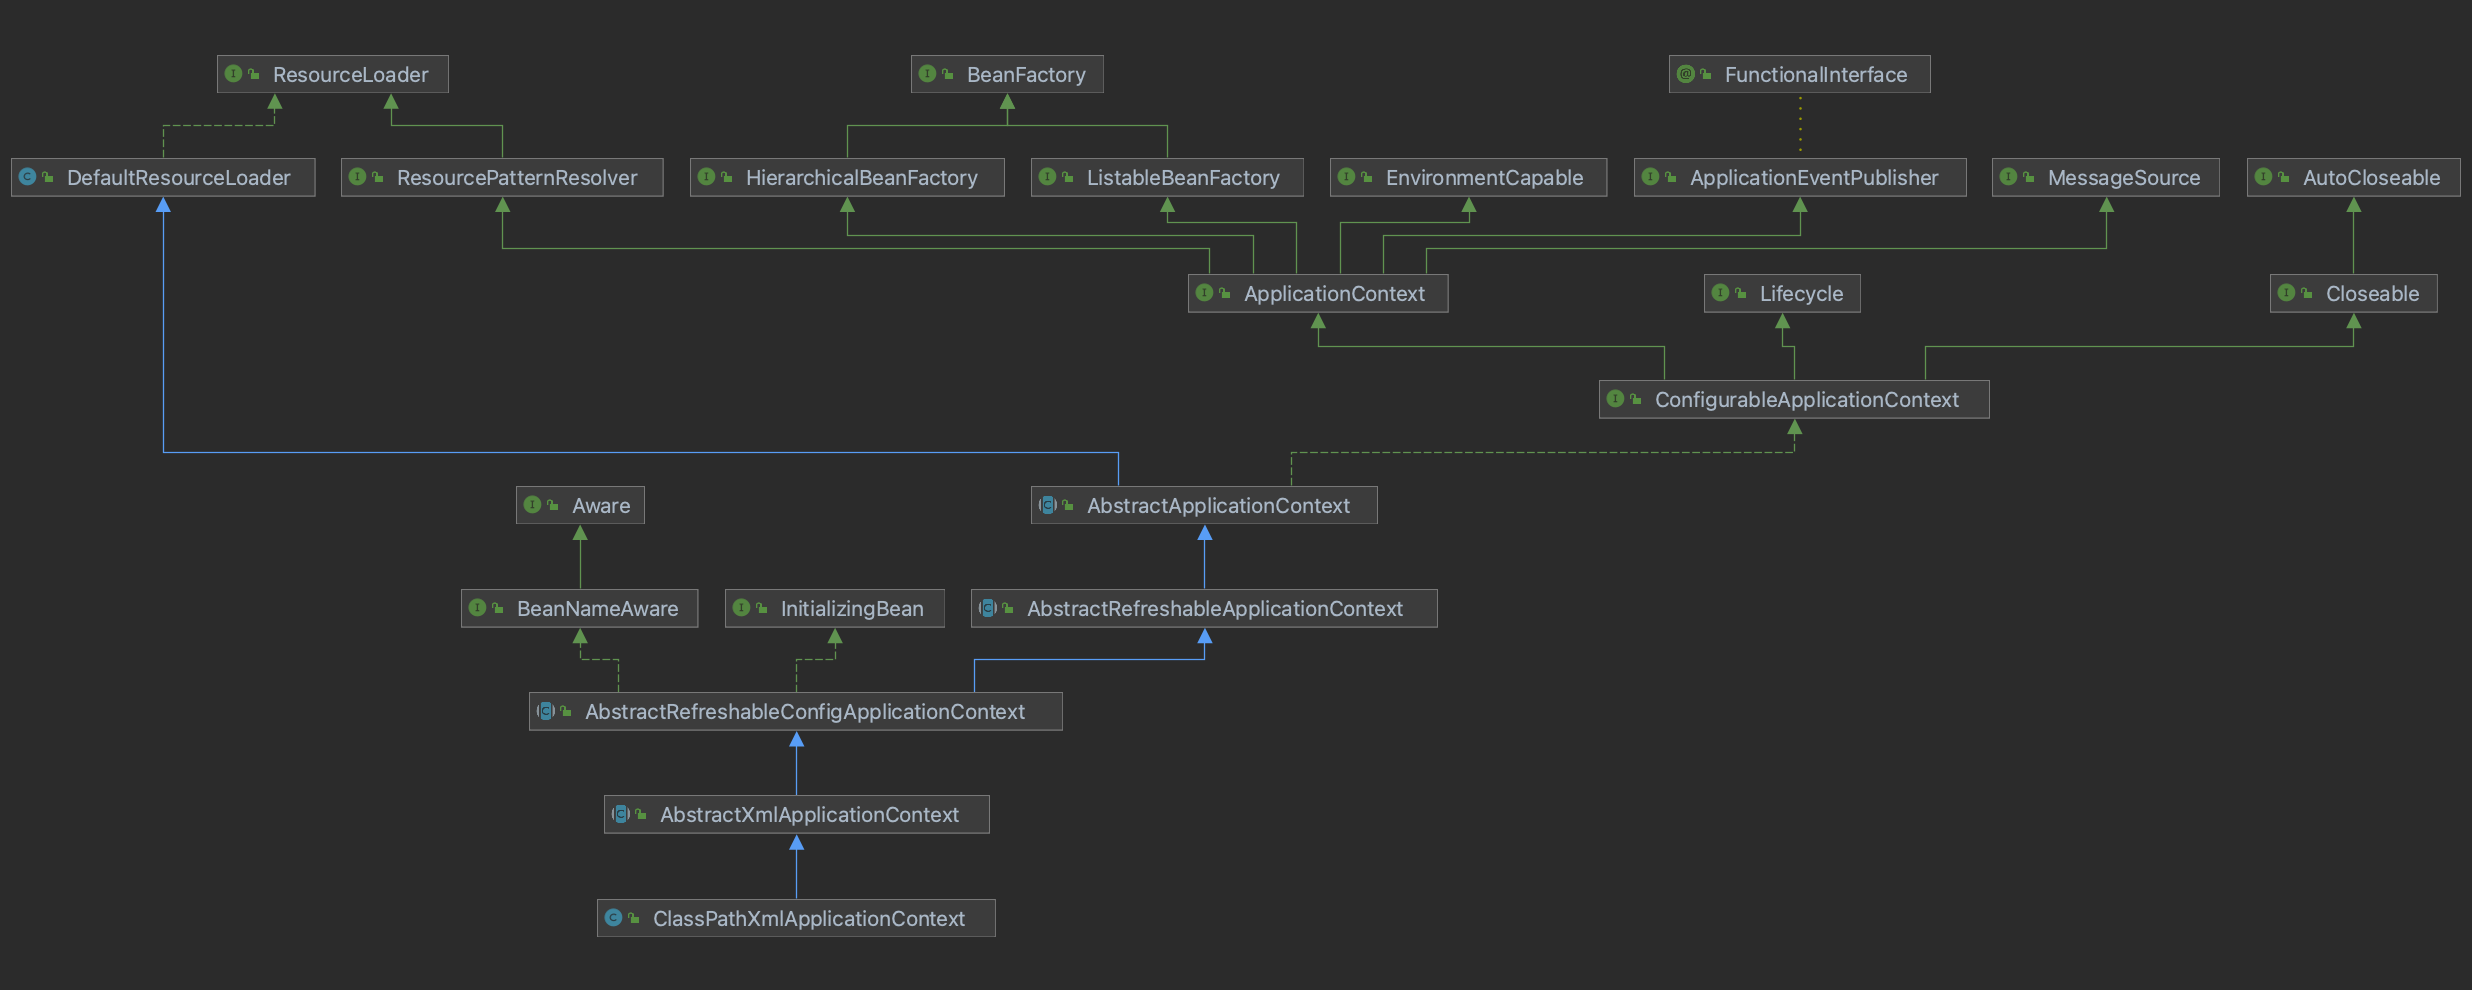 ResourceLoader
BeanFactory
FunctionalInterface
DefaultResourceLoader
ResourcePatternResolver
HierarchicalBeanFactory
ListableBeanFactory
EnvironmentCapable
ApplicationEventPublisher
MessageSource
AutoCloseable
ApplicationContext
Lifecycle
Closeable
ConfigurableApplicationContext
Aware
AbstractApplicationContext
BeanNameAware
InitializingBean
AbstractRefreshableApplicationContext
AbstractRefreshableConfigApplicationContext
AbstractXmlApplicationContext
ClassPathXmlApplicationContext